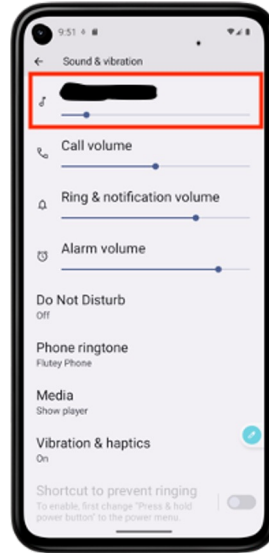 9:51
Sound & vibration
Call volume
Ring & notification volume
Alarm volume
Do Not Disturb
Off
Phone ringtone
Flutey Phone
Media
Show player
Vibration & haptics
On
Shortcut to prevent ringing
To enable, first change "Press & hold
power button" to the power menu.